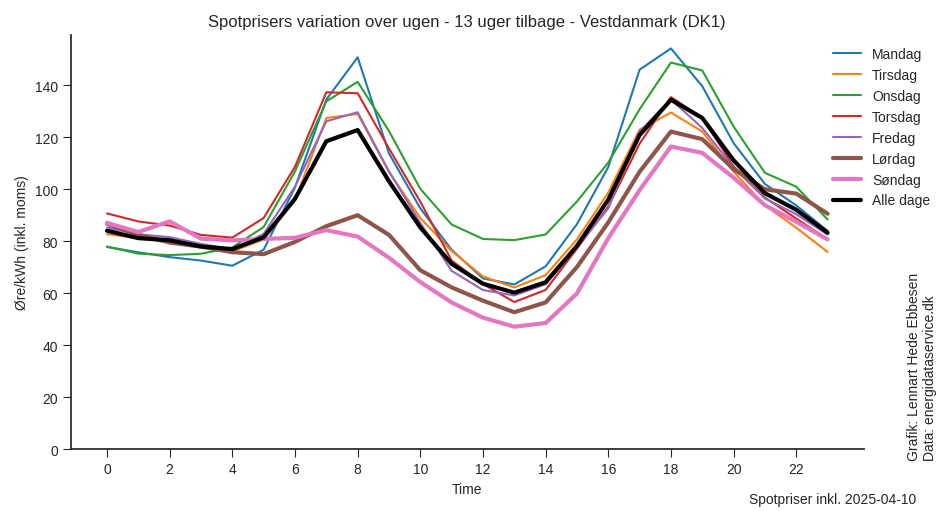 Spotprisers variation over ugen - 13 uger tilbage - Vestdanmark (DK1)
Øre/kWh (inkl. moms)
140
120
100
80
60
40
20
0
0 2 4 6 8 10 12 14 16 18 20 22
Time
Mandag
Tirsdag
Onsdag
Torsdag
Fredag
Lørdag
Søndag
Alle dage
Grafik: Lennart Hede Ebbesen
Data: energidataservice.dk
Spotpriser inkl. 2025-04-10